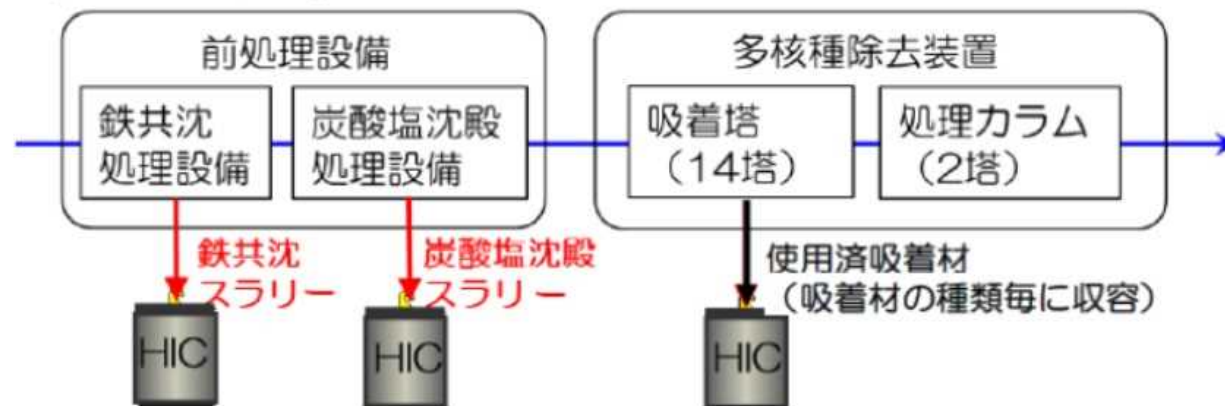 前処理設備
多核種除去装置
鉄共沈
処理設備
炭酸塩沈殿
処理設備
吸着塔
（14塔）
処理カラム
（2塔）
鉄共沈
スラリー
炭酸塩沈殿
スラリー
使用済吸着材
（吸着材の種類毎に収容）
HIC
HIC
HIC